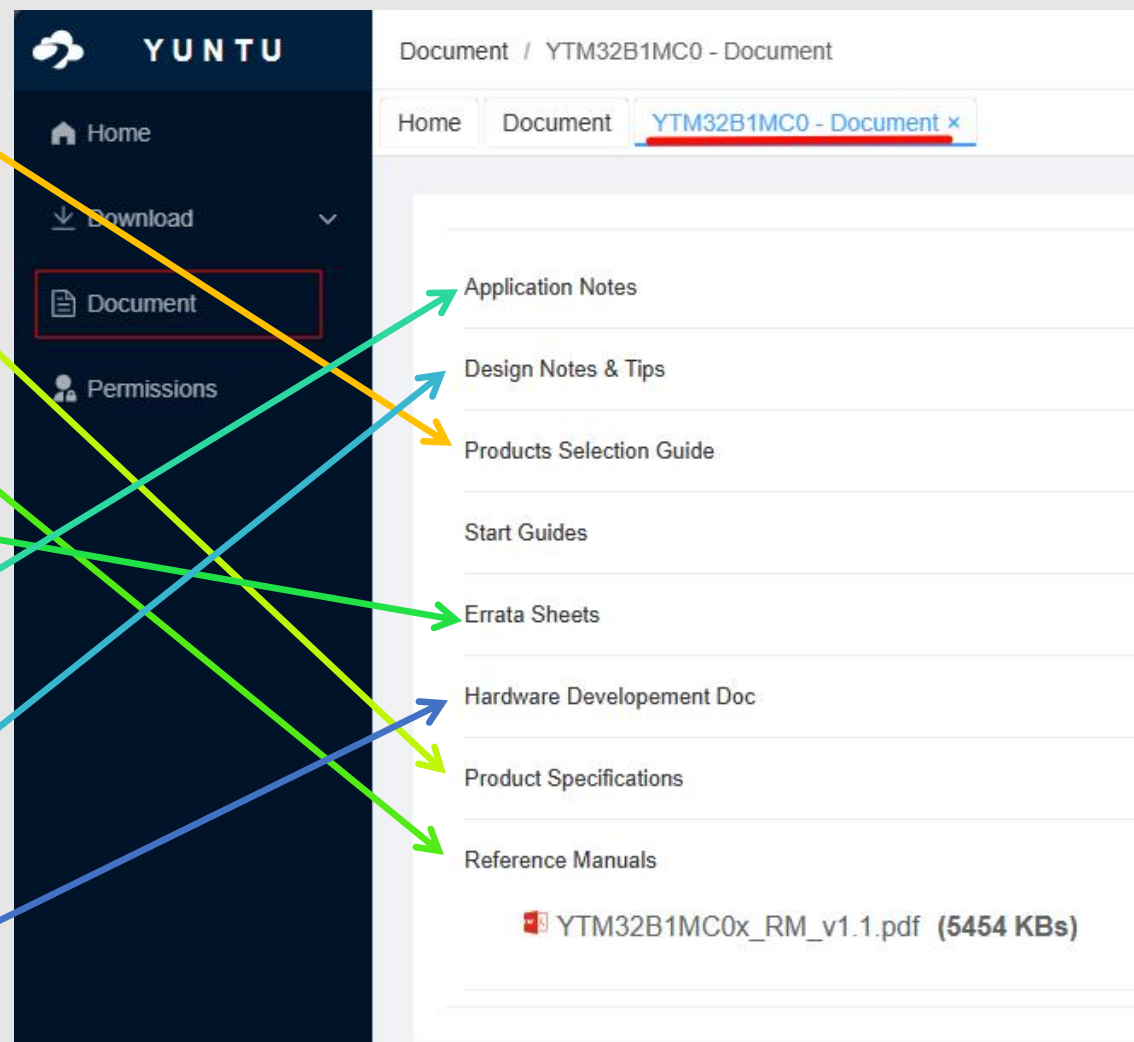 YUNTU
Document / YTM32B1MC0 - Document
Home
Document
YTM32B1MC0 - Document ×
Home
Download
Document
Permissions
Application Notes
Design Notes & Tips
Products Selection Guide
Start Guides
Errata Sheets
Hardware Developement Doc
Product Specifications
Reference Manuals
YTM32B1MC0x_RM_v1.1.pdf (5454 KBs)